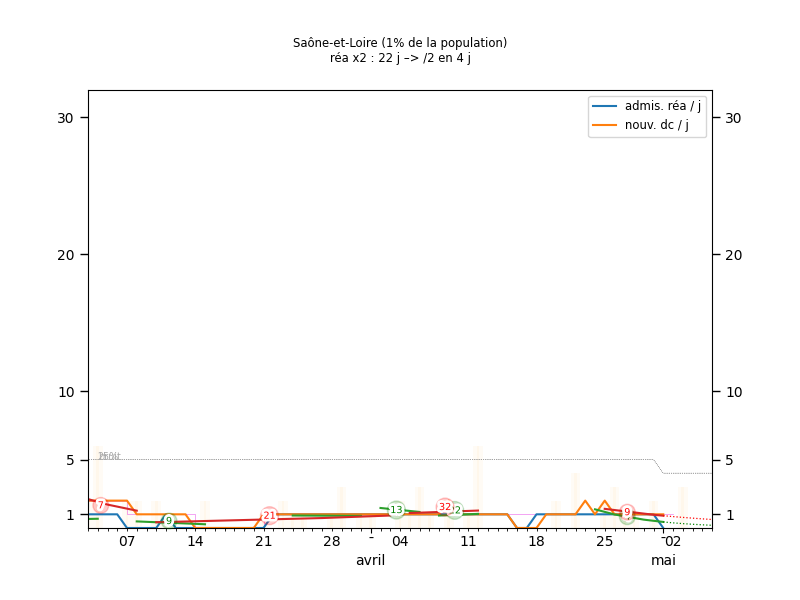 Saône-et-Loire (1% de la population)
réa x2 : 22 j –> /2 en 4 j
admis. réa / j
nouv. dc / j
30 30
20 20
10 10
5 5
1 1
7 9 21 13 32 9
07 14 21 28 - 04 11 18 25 - 02
avril mai